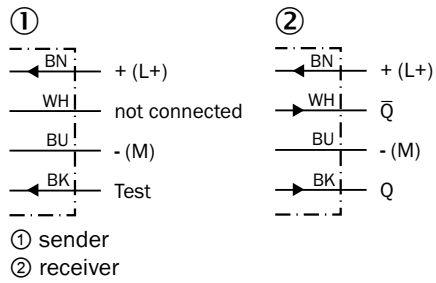 ① ②
BN + (L+) BN + (L+)
WH not connected WH Q̅
BU - (M) BU - (M)
BK Test BK Q
① sender
② receiver